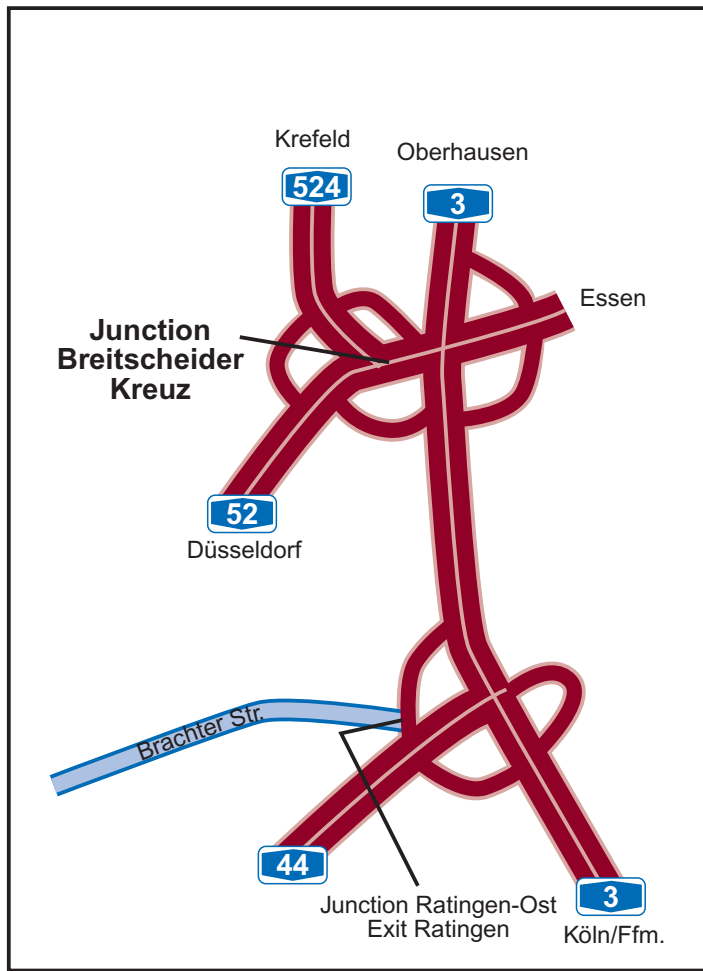 Krefeld
Oberhausen
524
3
Essen
Junction
Breitscheider
Kreuz
52
Düsseldorf
Brachter Str.
44
3
Junction Ratingen-Ost
Exit Ratingen
Köln/Ffm.